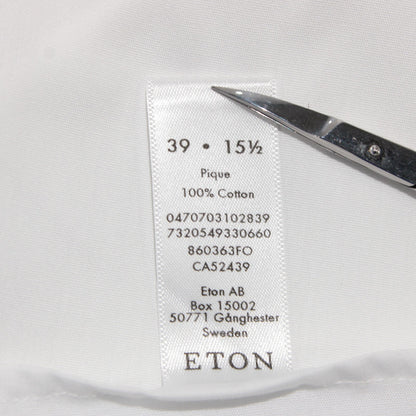 39 • 15½
Pique
100% Cotton
0470703102839
7320549330660
860363FO
CA52439
Eton AB
Box 15002
50771 Gånghester
Sweden
ETON